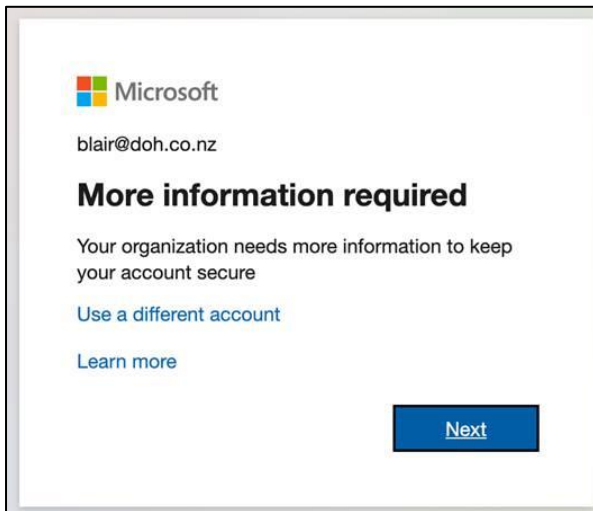 Microsoft
blair@doh.co.nz
More information required
Your organization needs more information to keep
your account secure
Use a different account
Learn more
Next